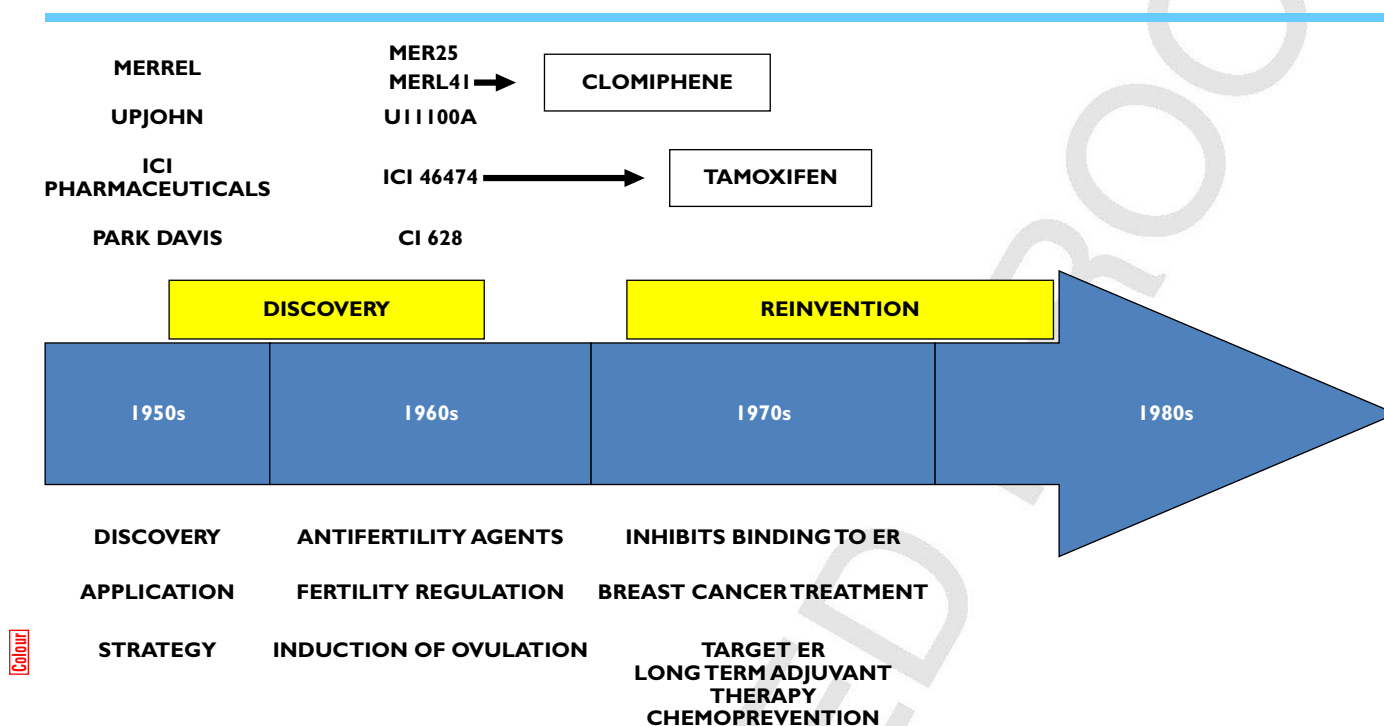 MERREL
MER25
MERL41
CLOMIPHENE
UPJOHN
U11100A
ICI
PHARMACEUTICALS
ICI 46474
TAMOXIFEN
PARK DAVIS
CI 628
DISCOVERY
REINVENTION
1950s
1960s
1970s
1980s
DISCOVERY
ANTIFERTILITY AGENTS
INHIBITS BINDING TO ER
APPLICATION
FERTILITY REGULATION
BREAST CANCER TREATMENT
Colour
STRATEGY
INDUCTION OF OVULATION
TARGET ER
LONG TERM ADJUVANT
THERAPY
CHEMOPREVENTION